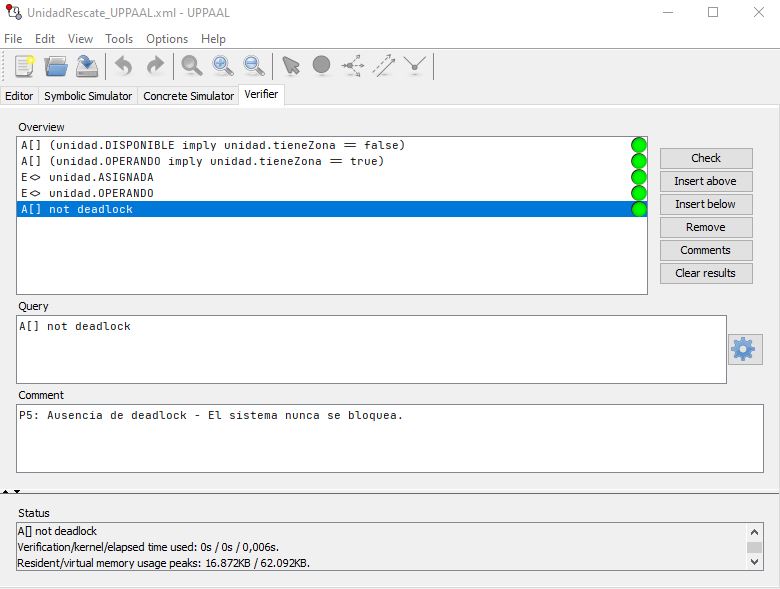 UnidadRescate_UPPAAL.xml - UPPAAL
File Edit View Tools Options Help
Editor Symbolic Simulator Concrete Simulator Verifier
Overview
A[] (unidad.DISPONIBLE imply unidad.tieneZona == false)
A[] (unidad.OPERANDO imply unidad.tieneZona == true)
E<> unidad.ASIGNADA
E<> unidad.OPERANDO
A[] not deadlock
Check
Insert above
Insert below
Remove
Comments
Clear results
Query
A[] not deadlock
Comment
P5: Ausencia de deadlock - El sistema nunca se bloquea.
Status
A[] not deadlock
Verification/kernel/elapsed time used: 0s / 0s / 0,006s.
Resident/virtual memory usage peaks: 16.872KB / 62.092KB.